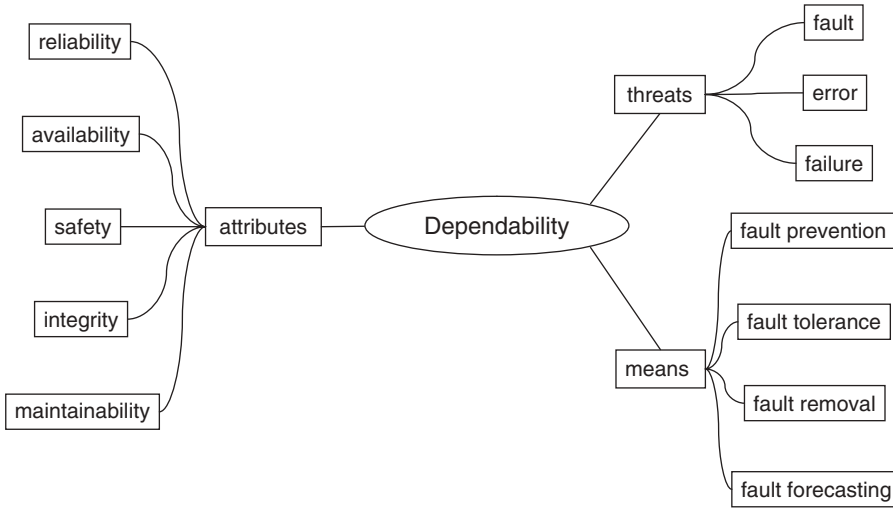 reliability
availability
safety
integrity
maintainability
attributes
Dependability
threats
fault
error
failure
means
fault prevention
fault tolerance
fault removal
fault forecasting